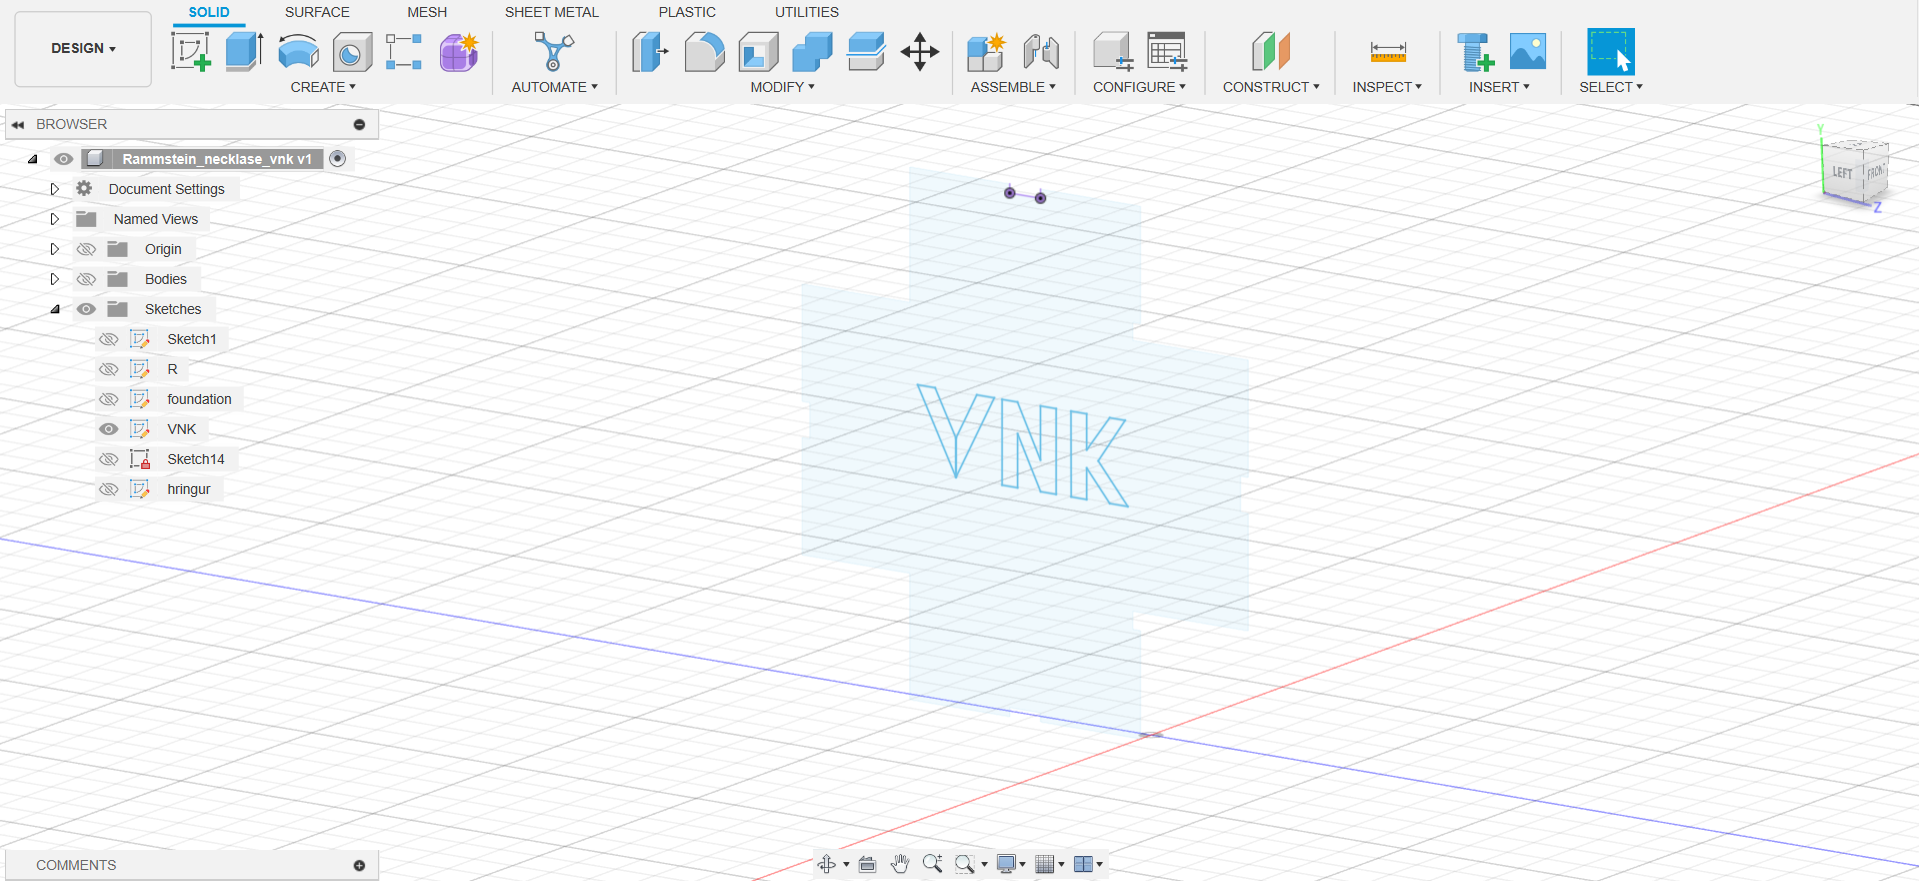 SOLID SURFACE MESH SHEET METAL PLASTIC UTILITIES
DESIGN
CREATE AUTOMATE MODIFY ASSEMBLE CONFIGURE CONSTRUCT INSPECT INSERT SELECT
BROWSER
Rammstein_necklase_vnk v1
Document Settings
Named Views
Origin
Bodies
Sketches
Sketch1
R
foundation
VNK
Sketch14
hringur
Y
LEFT FRONT
Z
VNK
COMMENTS